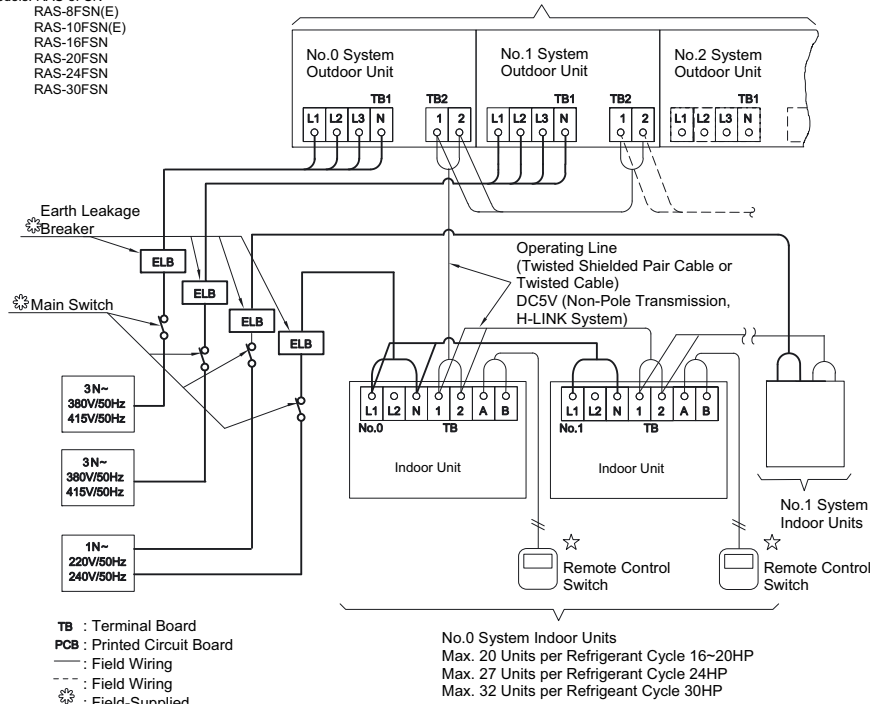 RAS-8FSN(E)
RAS-10FSN(E)
RAS-16FSN
RAS-20FSN
RAS-24FSN
RAS-30FSN
No.0 System
Outdoor Unit
No.1 System
Outdoor Unit
No.2 System
Outdoor Unit
TB1 TB2 TB1 TB2 TB1
L1 L2 L3 N 1 2 L1 L2 L3 N 1 2 L1 L2 L3 N
Earth Leakage
Breaker
ELB
ELB
ELB
ELB
Main Switch
Operating Line
(Twisted Shielded Pair Cable or
Twisted Cable)
DC5V (Non-Pole Transmission,
H-LINK System)
3N~
380V/50Hz
415V/50Hz
3N~
380V/50Hz
415V/50Hz
1N~
220V/50Hz
240V/50Hz
L1 L2 N 1 2 A B
No.0 TB
Indoor Unit
L1 L2 N 1 2 A B
No.1 TB
Indoor Unit
No.1 System
Indoor Units
Remote Control
Switch
Remote Control
Switch
TB : Terminal Board
PCB : Printed Circuit Board
: Field Wiring
: Field Wiring
: Field-Supplied
No.0 System Indoor Units
Max. 20 Units per Refrigerant Cycle 16~20HP
Max. 27 Units per Refrigerant Cycle 24HP
Max. 32 Units per Refrigeant Cycle 30HP